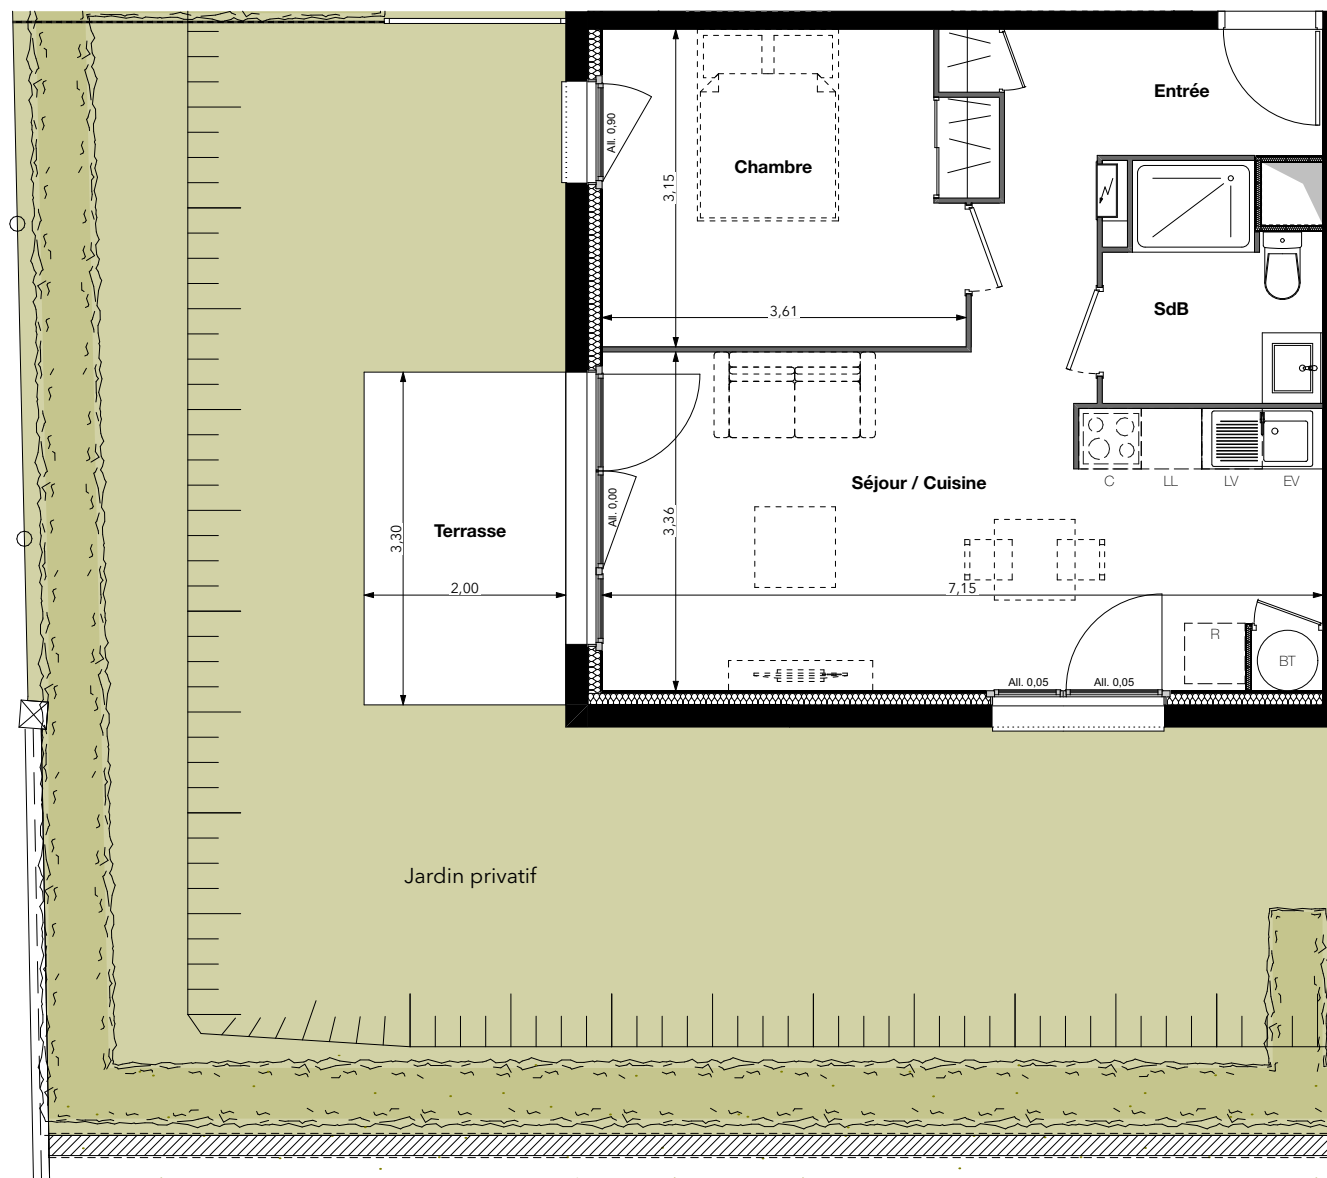 Entrée
All. 0,90
Chambre
3,15
3,61
SdB
C
LL
LV
EV
Séjour / Cuisine
All. 0,00
3,36
3,30
Terrasse
2,00
7,15
R
BT
All. 0,05
All. 0,05
Jardin privatif